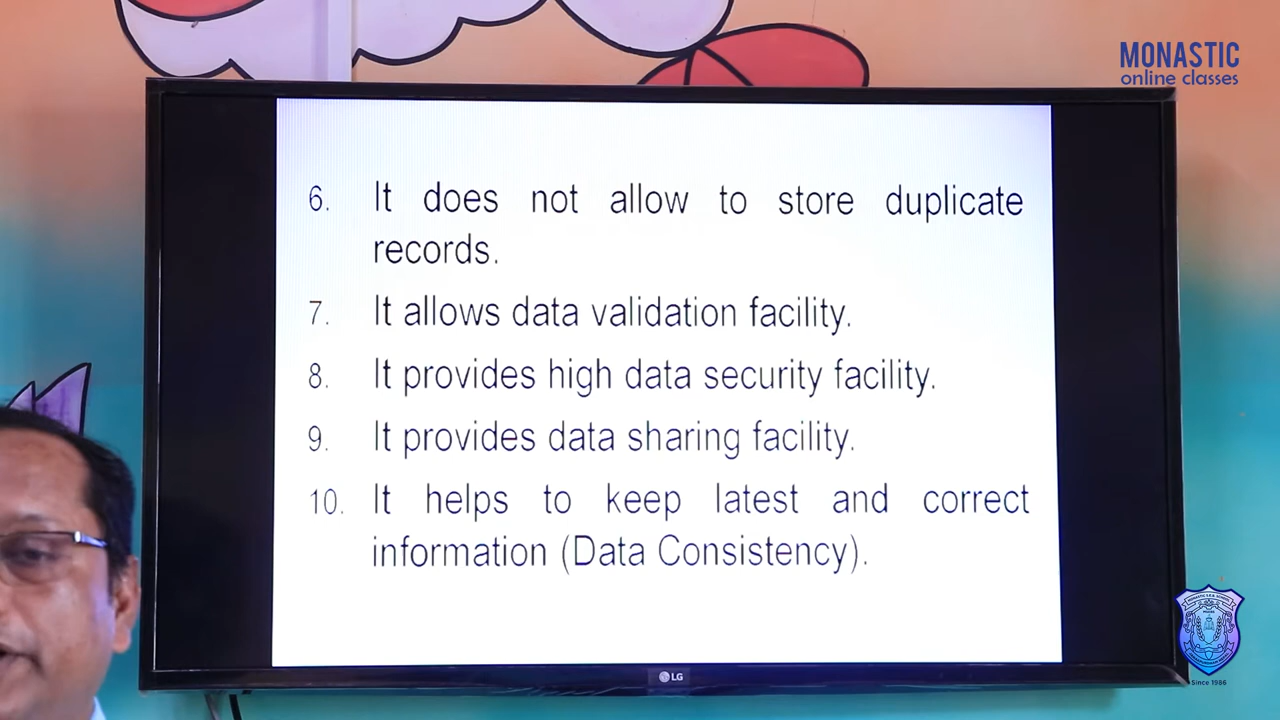 MONASTIC
online classes
6. It does not allow to store duplicate
records.
7. It allows data validation facility.
8. It provides high data security facility.
9. It provides data sharing facility.
10. It helps to keep latest and correct
information (Data Consistency).
LG
Since 1986